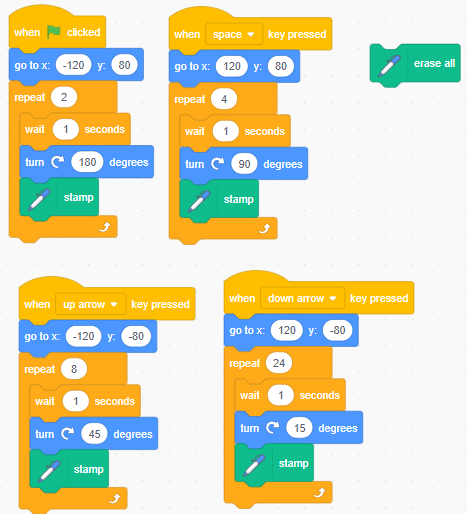 when clicked
go to x: -120 y: 80
repeat 2
wait 1 seconds
turn 180 degrees
stamp
when space key pressed
go to x: 120 y: 80
repeat 4
wait 1 seconds
turn 90 degrees
stamp
erase all
when up arrow key pressed
go to x: -120 y: -80
repeat 8
wait 1 seconds
turn 45 degrees
stamp
when down arrow key pressed
go to x: 120 y: -80
repeat 24
wait 1 seconds
turn 15 degrees
stamp